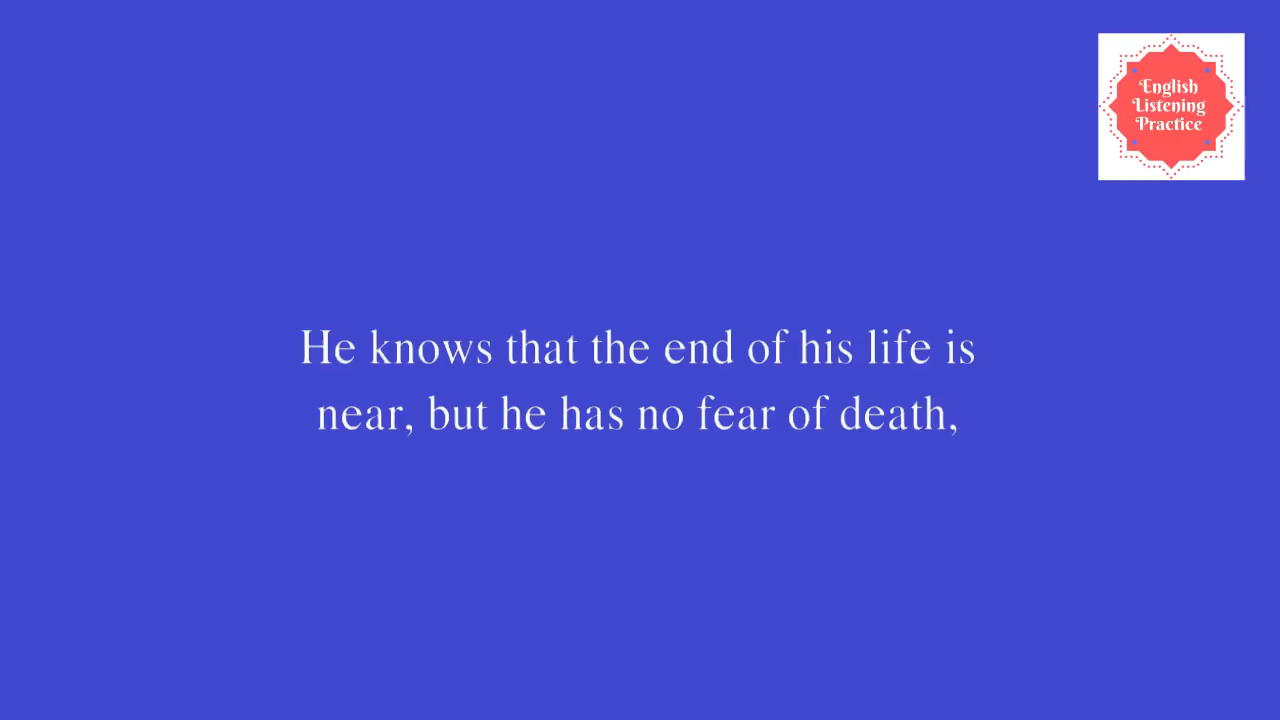 English
Listening
Practice
He knows that the end of his life is
near, but he has no fear of death,